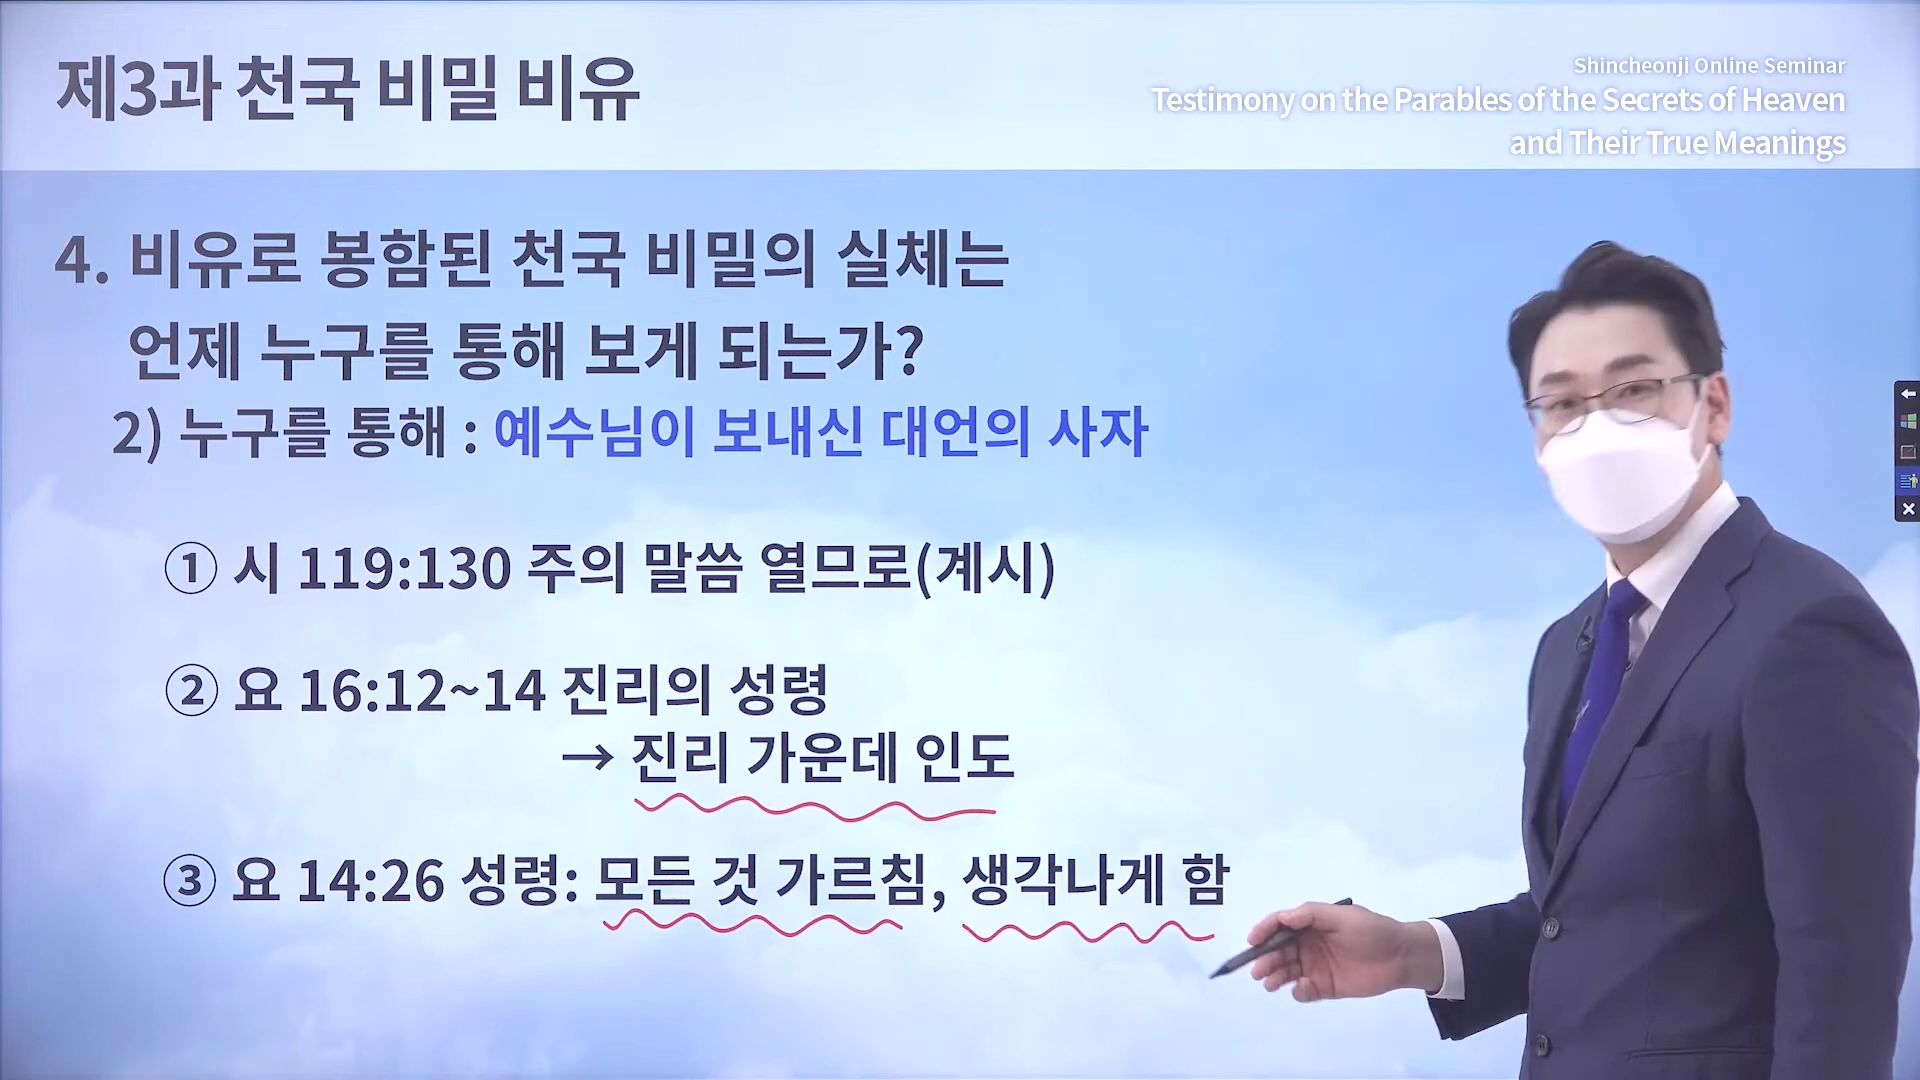 제3과 천국 비밀 비유
Shincheonji Online Seminar
Testimony on the Parables of the Secrets of Heaven
and Their True Meanings
4. 비유로 봉함된 천국 비밀의 실체는
언제 누구를 통해 보게 되는가?
2) 누구를 통해 : 예수님이 보내신 대언의 사자
① 시 119:130 주의 말씀 열므로(계시)
② 요 16:12~14 진리의 성령
→ 진리 가운데 인도
③ 요 14:26 성령: 모든 것 가르침, 생각나게 함